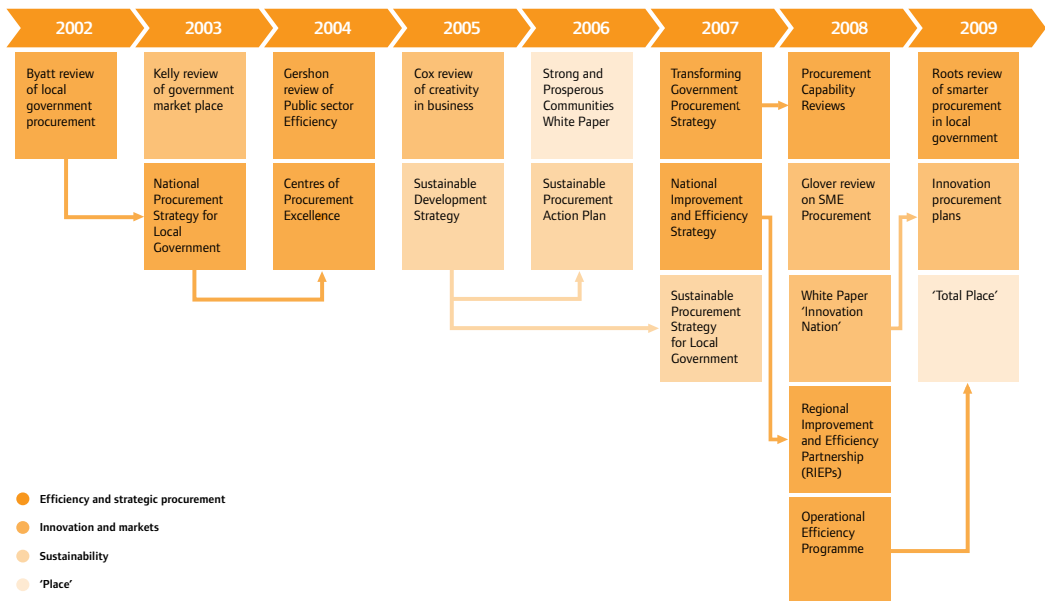 2002
2003
2004
2005
2006
2007
2008
2009
Byatt review
of local
government
procurement
Kelly review
of government
market place
Gershon
review of
Public sector
Efficiency
Cox review
of creativity
in business
Strong and
Prosperous
Communities
White Paper
Transforming
Government
Procurement
Strategy
Procurement
Capability
Reviews
Roots review
of smarter
procurement
in local
government
National
Procurement
Strategy for
Local
Government
Centres of
Procurement
Excellence
Sustainable
Development
Strategy
Sustainable
Procurement
Action Plan
National
Improvement
and Efficiency
Strategy
Glover review
on SME
Procurement
Innovation
procurement
plans
Sustainable
Procurement
Strategy
for Local
Government
White Paper
‘Innovation
Nation’
‘Total Place’
Regional
Improvement
and Efficiency
Partnership
(RIEPs)
Operational
Efficiency
Programme
Efficiency and strategic procurement
Innovation and markets
Sustainability
‘Place’